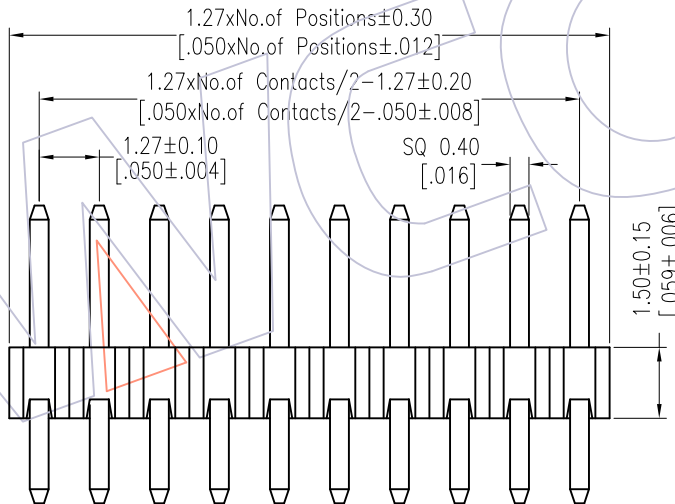 1.27xNo.of Positions±0.30
[.050xNo.of Positions±.012]
1.27xNo.of Contacts/2-1.27±0.20
[.050xNo.of Contacts/2-.050±.008]
1.27±0.10
[.050±.004]
SQ 0.40
[.016]
1.50±0.15
[.059±.006]